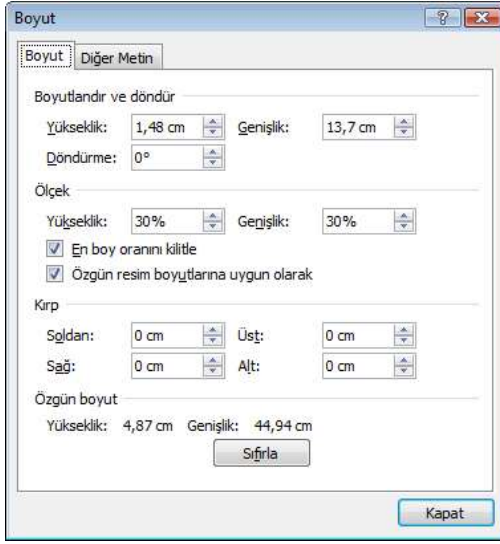 Boyut
Boyut Diğer Metin
Boyutlandır ve döndür
Yükseklik: 1,48 cm Genişlik: 13,7 cm
Döndürme: 0°
Ölçek
Yükseklik: 30% Genişlik: 30%
En boy oranını kilitle
Özgün resim boyutlarına uygun olarak
Kırp
Soldan: 0 cm Üst: 0 cm
Sağ: 0 cm Alt: 0 cm
Özgün boyut
Yükseklik: 4,87 cm Genişlik: 44,94 cm
Sıfırla
Kapat